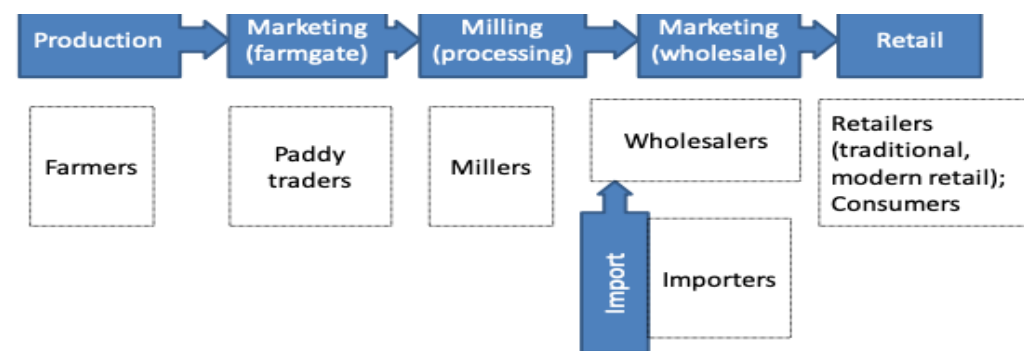 Production
Marketing
(farmgate)
Milling
(processing)
Marketing
(wholesale)
Retail
Farmers
Paddy
traders
Millers
Wholesalers
Retailers
(traditional,
modern retail);
Consumers
Import
Importers